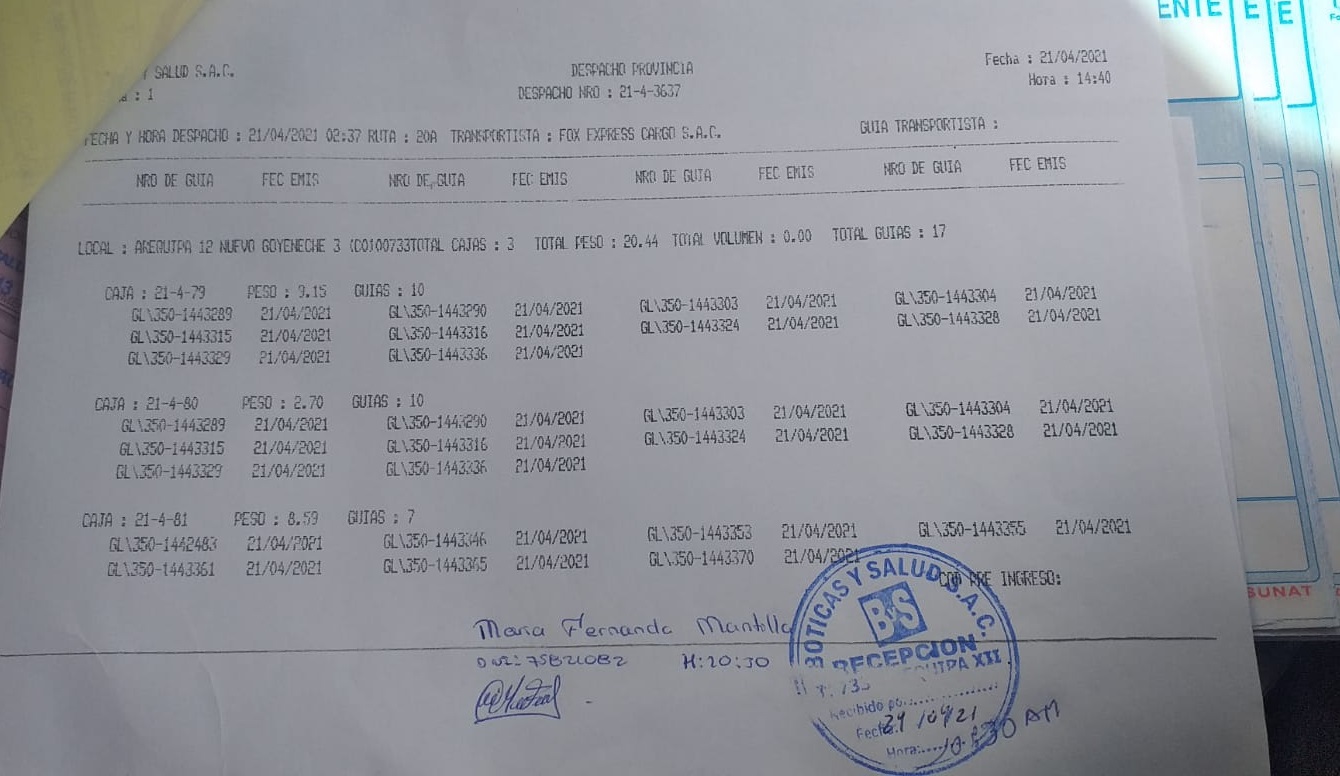 Y SALUD S.A.C.
DESPACHO PROVINCIA
Fecha : 21/04/2021
: 1
DESPACHO NRO : 21-4-3637
Hora : 14:40
FECHA Y HORA DESPACHO : 21/04/2021 02:37 RUTA : 20A TRANSPORTISTA : FOX EXPRESS CARGO S.A.C. GUIA TRANSPORTISTA :
NRO DE GUIA FEC EMIS NRO DE GUIA FEC EMIS NRO DE GUIA FEC EMIS NRO DE GUIA FEC EMIS
LOCAL : AREQUIPA 12 NUEVO GOYENECHE 3 (CO100733TOTAL CAJAS : 3 TOTAL PESO : 20.44 TOTAL VOLUMEN : 0.00 TOTAL GUIAS : 17
CAJA : 21-4-79 PESO : 9.15 GUIAS : 10
GL\350-1443289 21/04/2021 GL\350-1443290 21/04/2021 GL\350-1443303 21/04/2021 GL\350-1443304 21/04/2021
GL\350-1443315 21/04/2021 GL\350-1443316 21/04/2021 GL\350-1443324 21/04/2021 GL\350-1443328 21/04/2021
GL\350-1443329 21/04/2021 GL\350-1443336 21/04/2021
CAJA : 21-4-80 PESO : 2.70 GUIAS : 10
GL\350-1443289 21/04/2021 GL\350-1443290 21/04/2021 GL\350-1443303 21/04/2021 GL\350-1443304 21/04/2021
GL\350-1443315 21/04/2021 GL\350-1443316 21/04/2021 GL\350-1443324 21/04/2021 GL\350-1443328 21/04/2021
GL\350-1443329 21/04/2021 GL\350-1443336 21/04/2021
CAJA : 21-4-81 PESO : 8.59 GUIAS : 7
GL\350-1442483 21/04/2021 GL\350-1443346 21/04/2021 GL\350-1443353 21/04/2021 GL\350-1443355 21/04/2021
GL\350-1443361 21/04/2021 GL\350-1443365 21/04/2021 GL\350-1443370 21/04/2021
COD PRE INGRESO:
Maria Fernanda Mantilla
DNI: 75821082 H: 20:30
BOTICAS Y SALUD S.A.C.
B&S
RECEPCION
XII
Recibido po
Fecha: /04/21
Hora: AM
ENTE E E
SUNAT